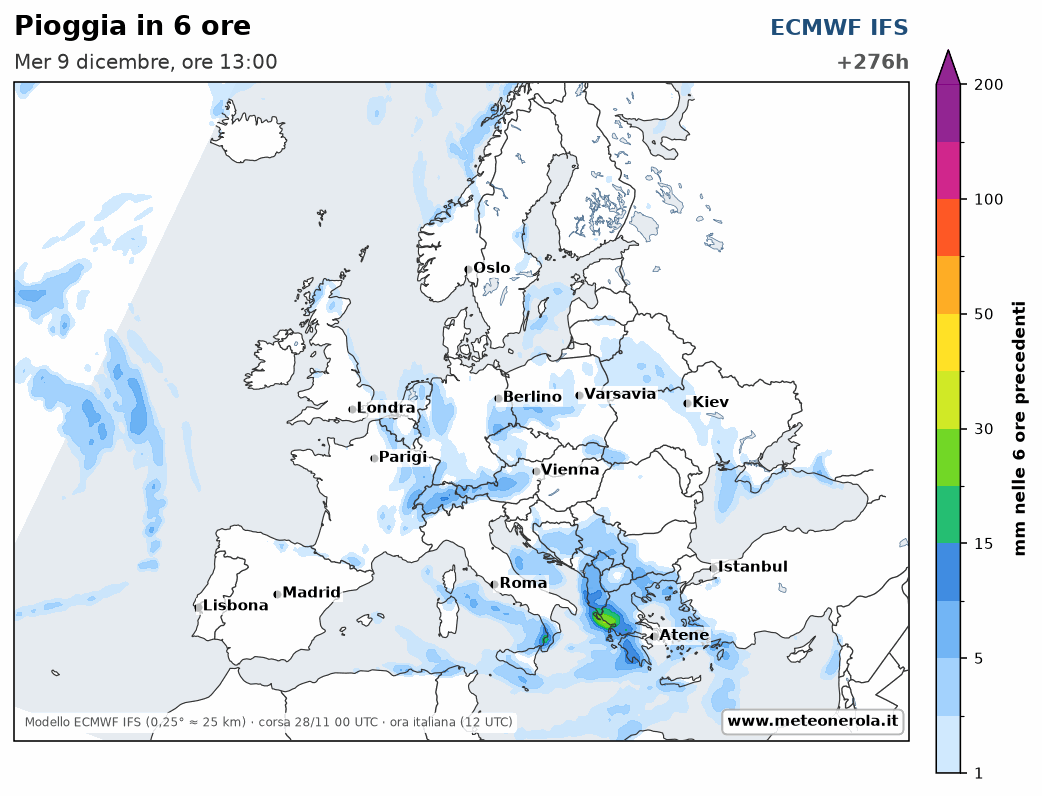 Pioggia in 6 ore
ECMWF IFS
Mer 9 dicembre, ore 13:00
+276h
200
100
50
30
15
5
1
mm nelle 6 ore precedenti
Oslo
Londra
Berlino
Varsavia
Kiev
Parigi
Vienna
Istanbul
Roma
Madrid
Lisbona
Atene
Modello ECMWF IFS (0,25° ≈ 25 km) · corsa 28/11 00 UTC · ora italiana (12 UTC)
www.meteonerola.it